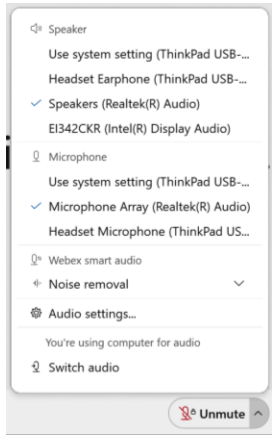 Speaker
Use system setting (ThinkPad USB-...
Headset Earphone (ThinkPad USB-...
Speakers (Realtek(R) Audio)
EI342CKR (Intel(R) Display Audio)
Microphone
Use system setting (ThinkPad USB-...
Microphone Array (Realtek(R) Audio)
Headset Microphone (ThinkPad US...
Webex smart audio
Noise removal
Audio settings...
You're using computer for audio
Switch audio
Unmute